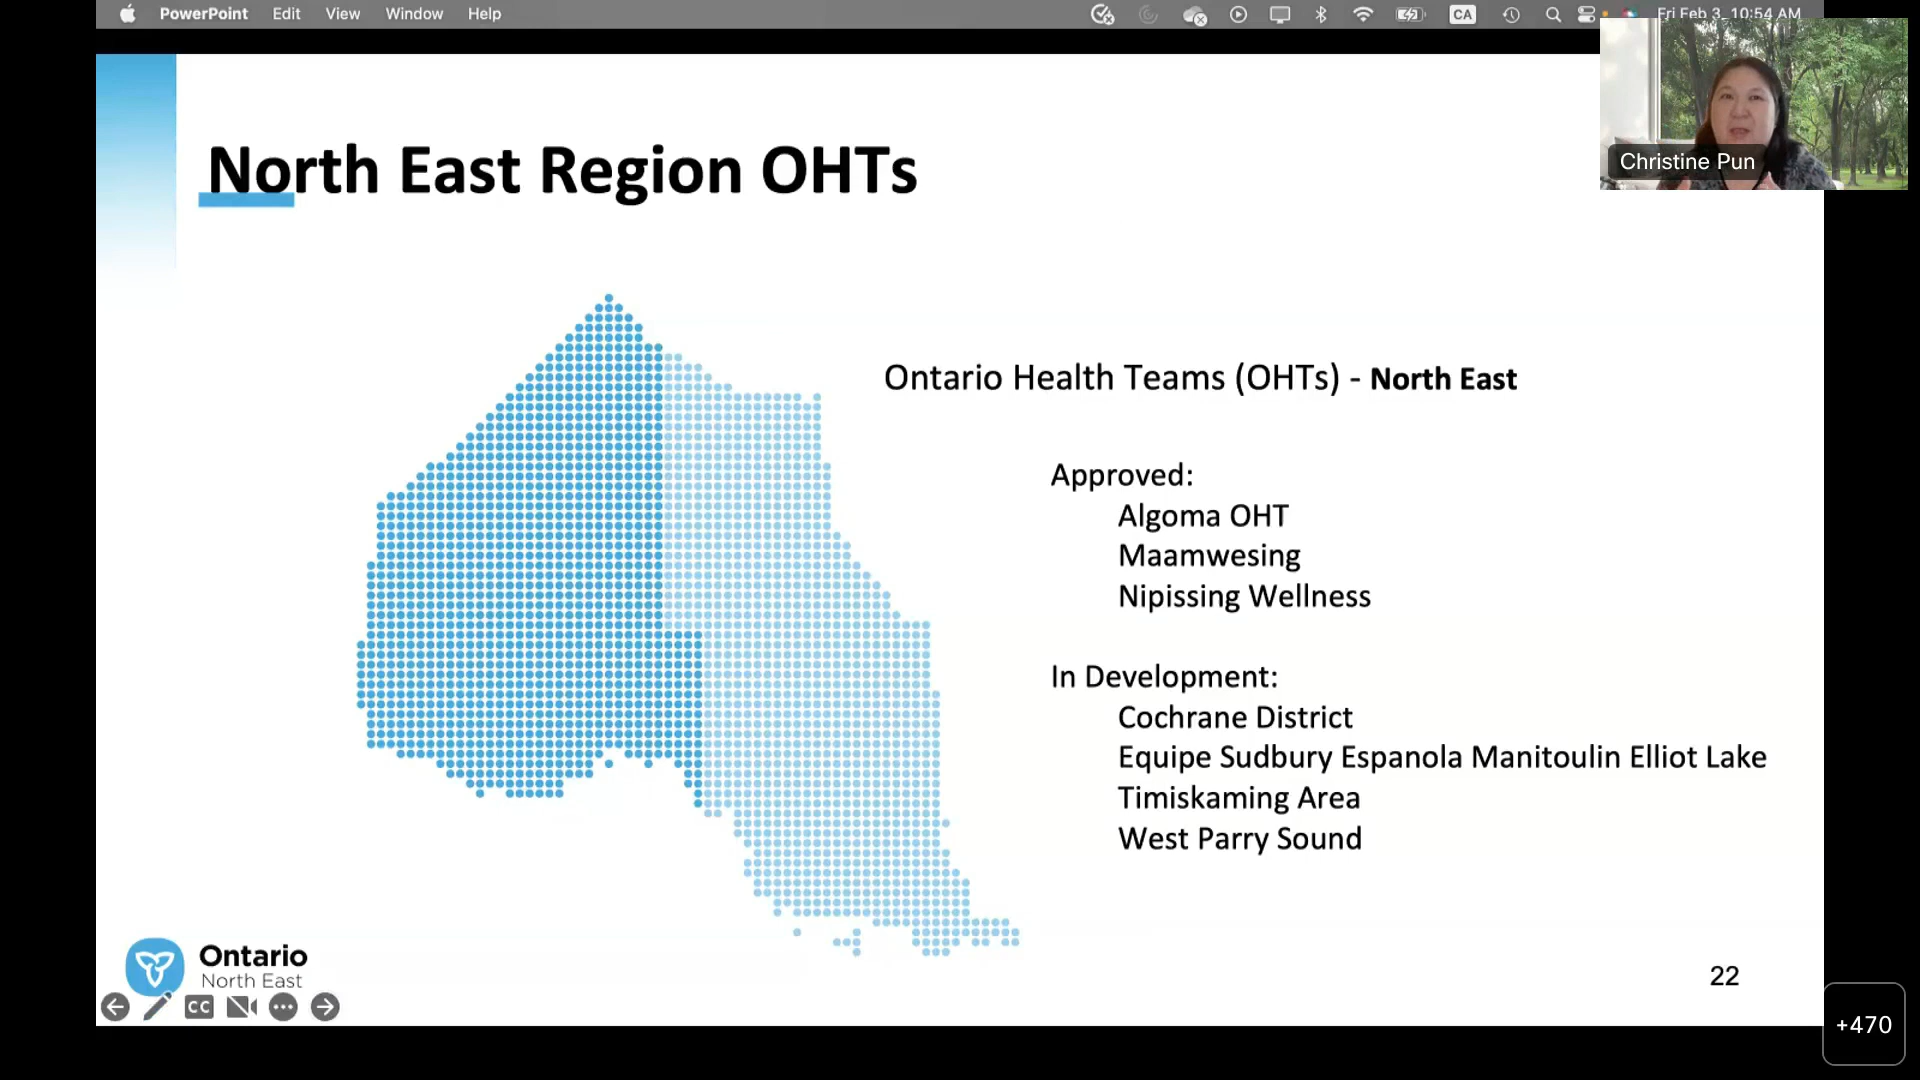 PowerPoint Edit View Window Help CA Fri Feb 3 10:54 AM
Christine Pun
North East Region OHTs
Ontario Health Teams (OHTs) - North East
Approved:
Algoma OHT
Maamwesing
Nipissing Wellness
In Development:
Cochrane District
Equipe Sudbury Espanola Manitoulin Elliot Lake
Timiskaming Area
West Parry Sound
Ontario
North East
CC
22
+470